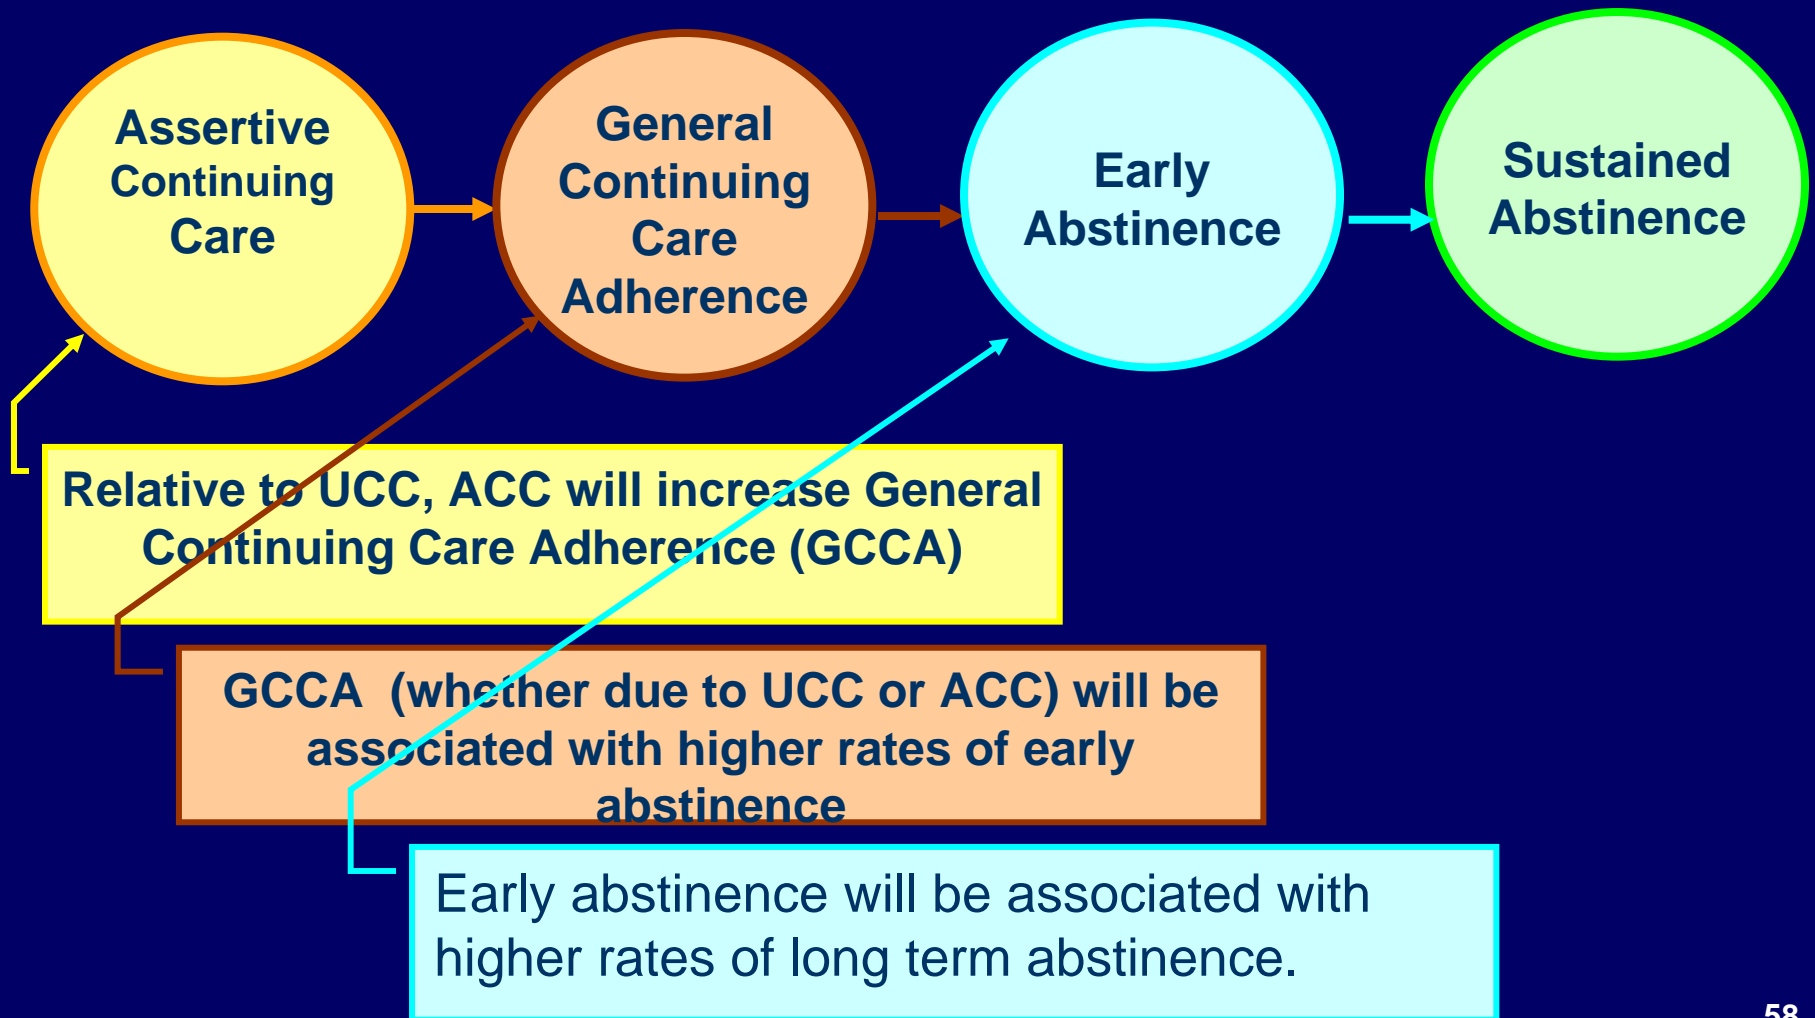 Assertive
Continuing
Care
General
Continuing
Care
Adherence
Early
Abstinence
Sustained
Abstinence
Relative to UCC, ACC will increase General
Continuing Care Adherence (GCCA)
GCCA (whether due to UCC or ACC) will be
associated with higher rates of early
abstinence
Early abstinence will be associated with
higher rates of long term abstinence.
58